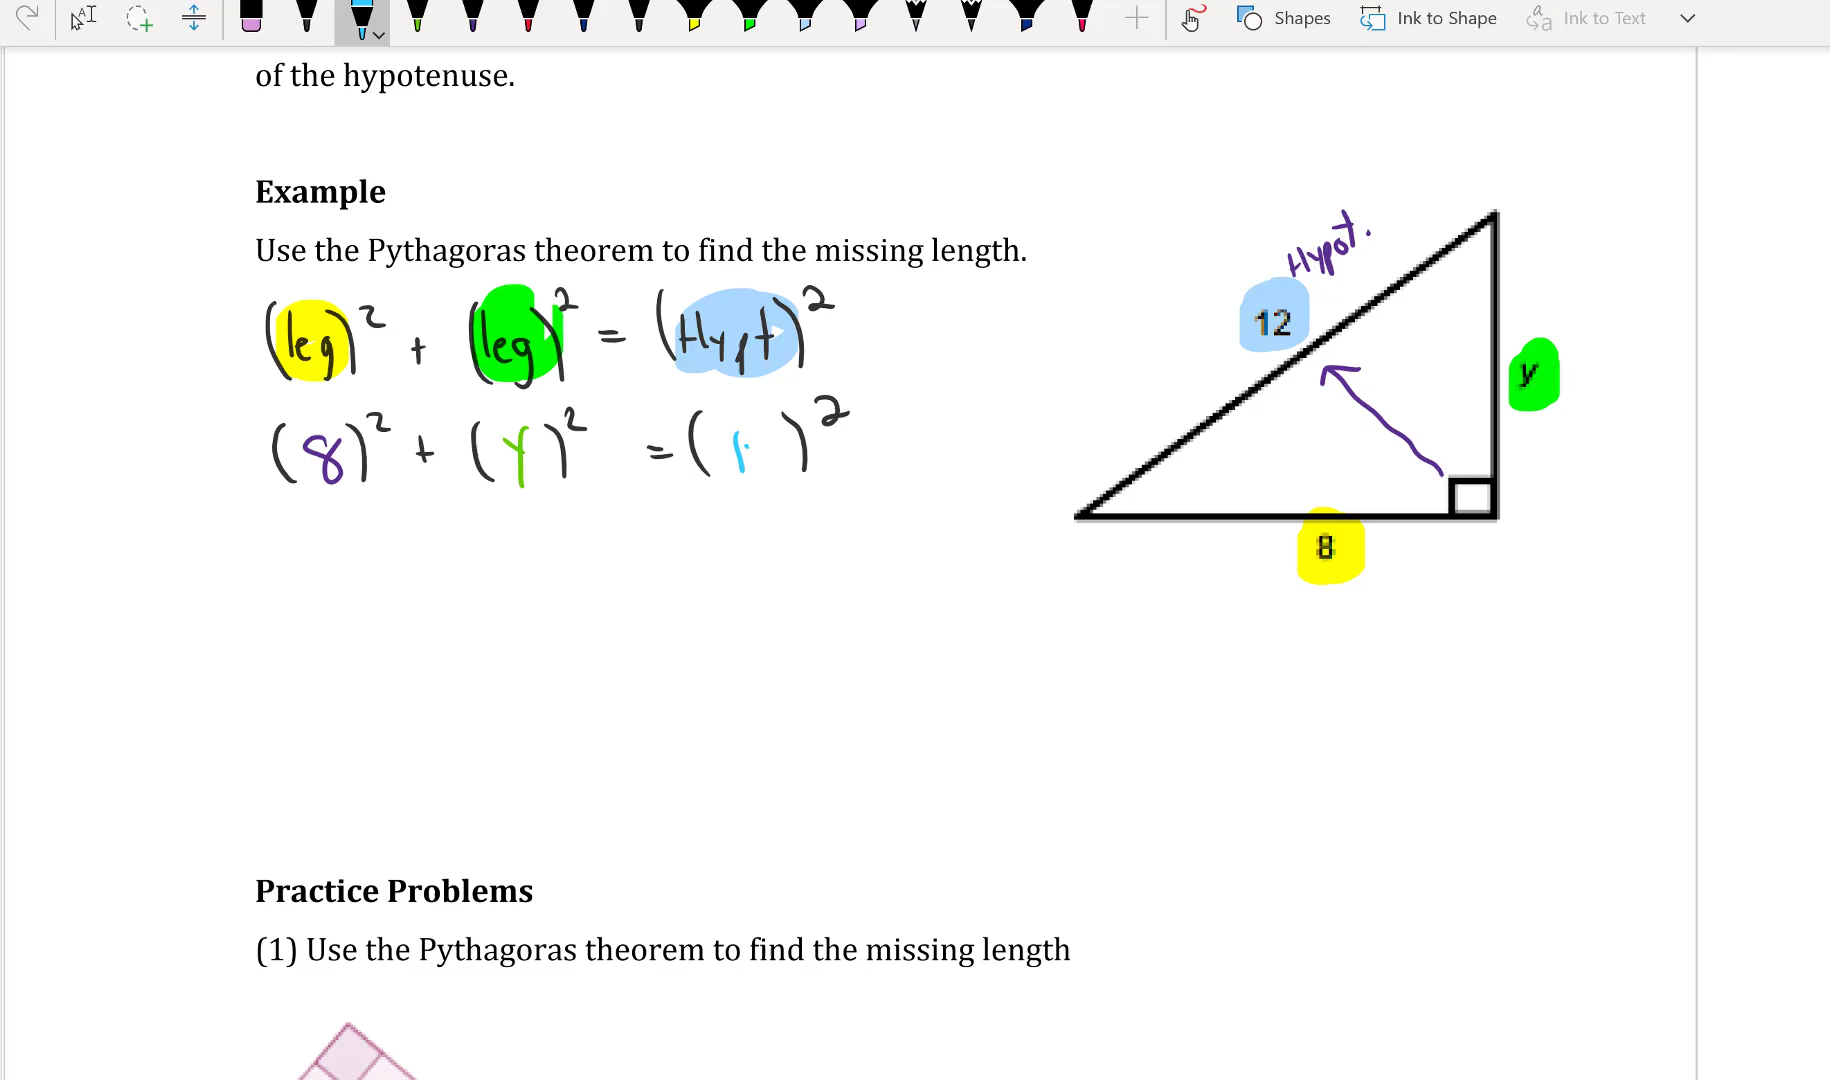 Shapes Ink to Shape Ink to Text
of the hypotenuse.
Example
Use the Pythagoras theorem to find the missing length.
(leg)² + (leg)² = (Hypt)²
(8)² + (y)² = (1 )²
Hypot.
12
y
8
Practice Problems
(1) Use the Pythagoras theorem to find the missing length